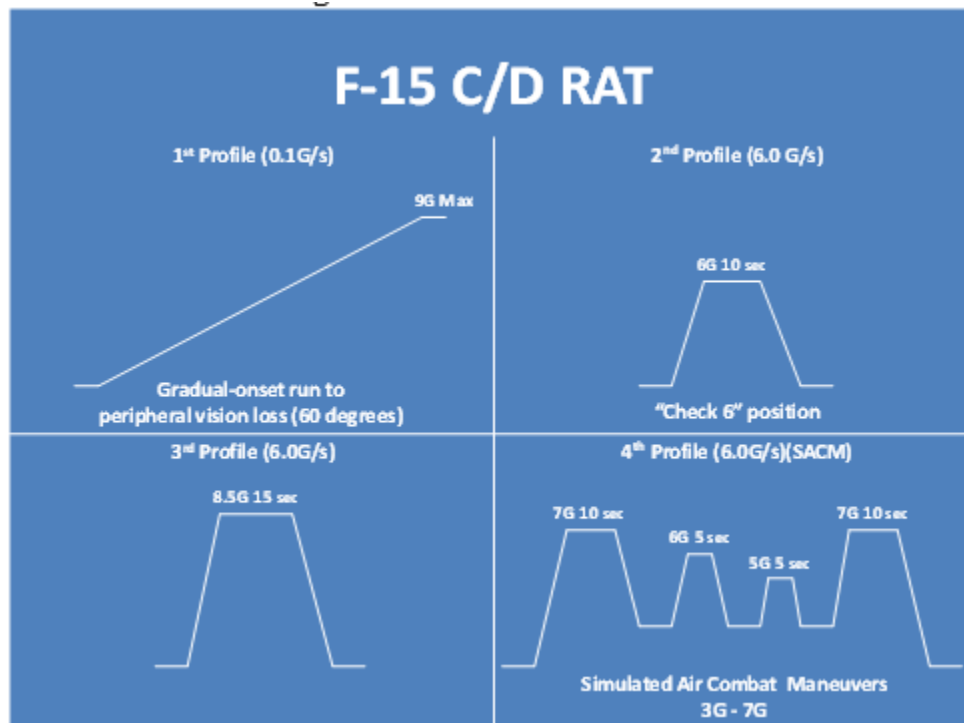 F-15 C/D RAT
1st Profile (0.1G/s)
9G Max
Gradual-onset run to
peripheral vision loss (60 degrees)
2nd Profile (6.0 G/s)
6G 10 sec
"Check 6" position
3rd Profile (6.0G/s)
8.5G 15 sec
4th Profile (6.0G/s)(SACM)
7G 10 sec
6G 5 sec
5G 5 sec
7G 10 sec
Simulated Air Combat Maneuvers
3G - 7G